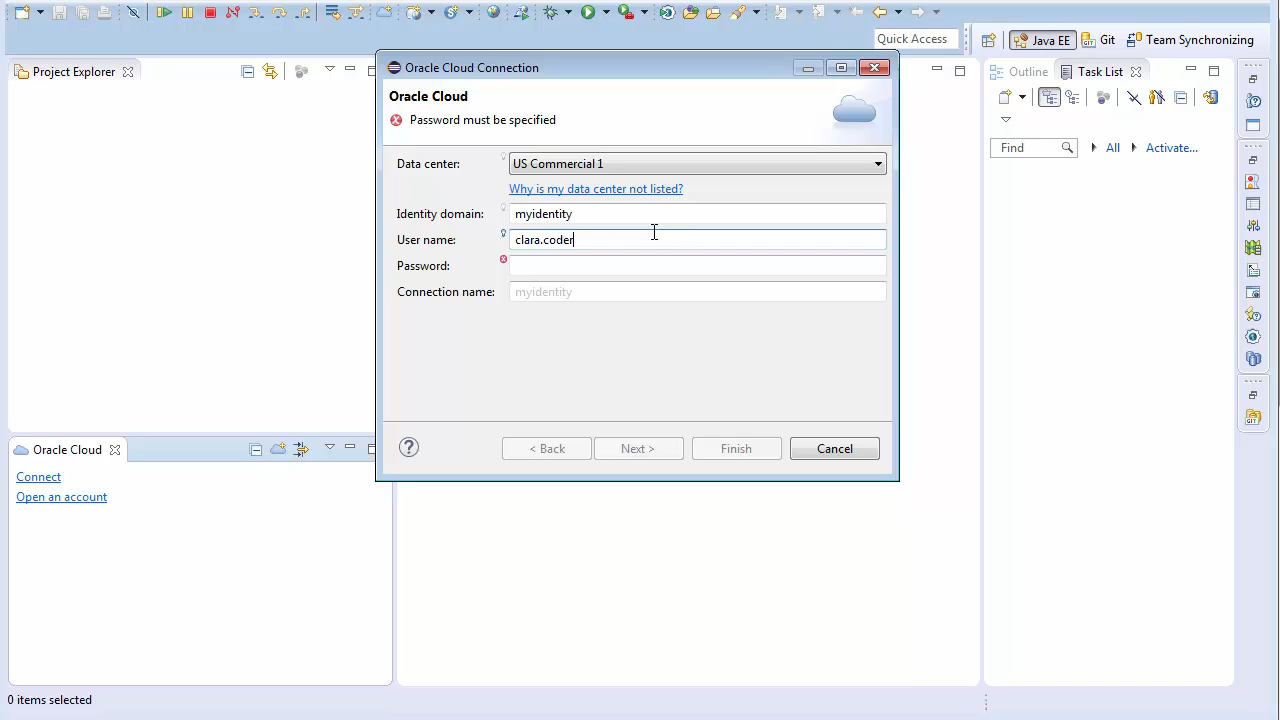 Quick Access
Java EE
Git
Team Synchronizing
Project Explorer
Oracle Cloud Connection
Outline
Task List
Oracle Cloud
Password must be specified
Find
All
Activate...
Data center:
US Commercial 1
Why is my data center not listed?
Identity domain:
myidentity
User name:
clara.coder
Password:
Connection name:
myidentity
< Back
Next >
Finish
Cancel
Oracle Cloud
Connect
Open an account
0 items selected